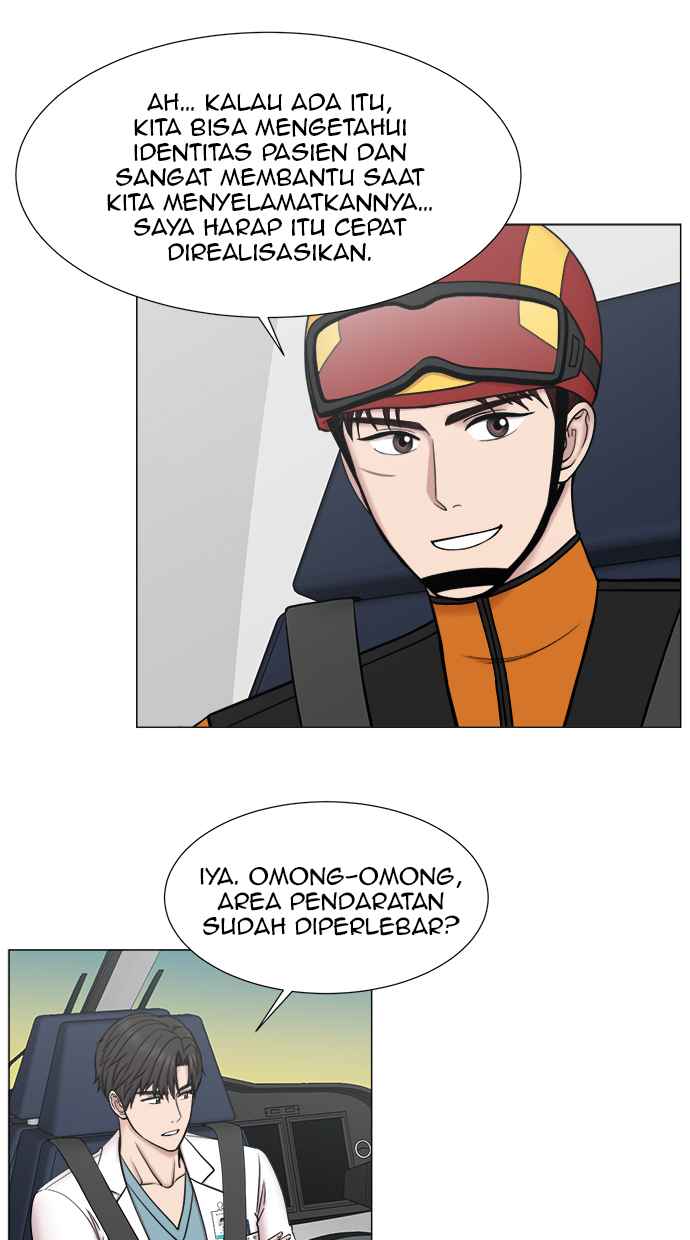 AH... KALAU ADA ITU,
KITA BISA MENGETAHUI
IDENTITAS PASIEN DAN
SANGAT MEMBANTU SAAT
KITA MENYELAMATKANNYA...
SAYA HARAP ITU CEPAT
DIREALISASIKAN.
IYA. OMONG-OMONG,
AREA PENDARATAN
SUDAH DIPERLEBAR?